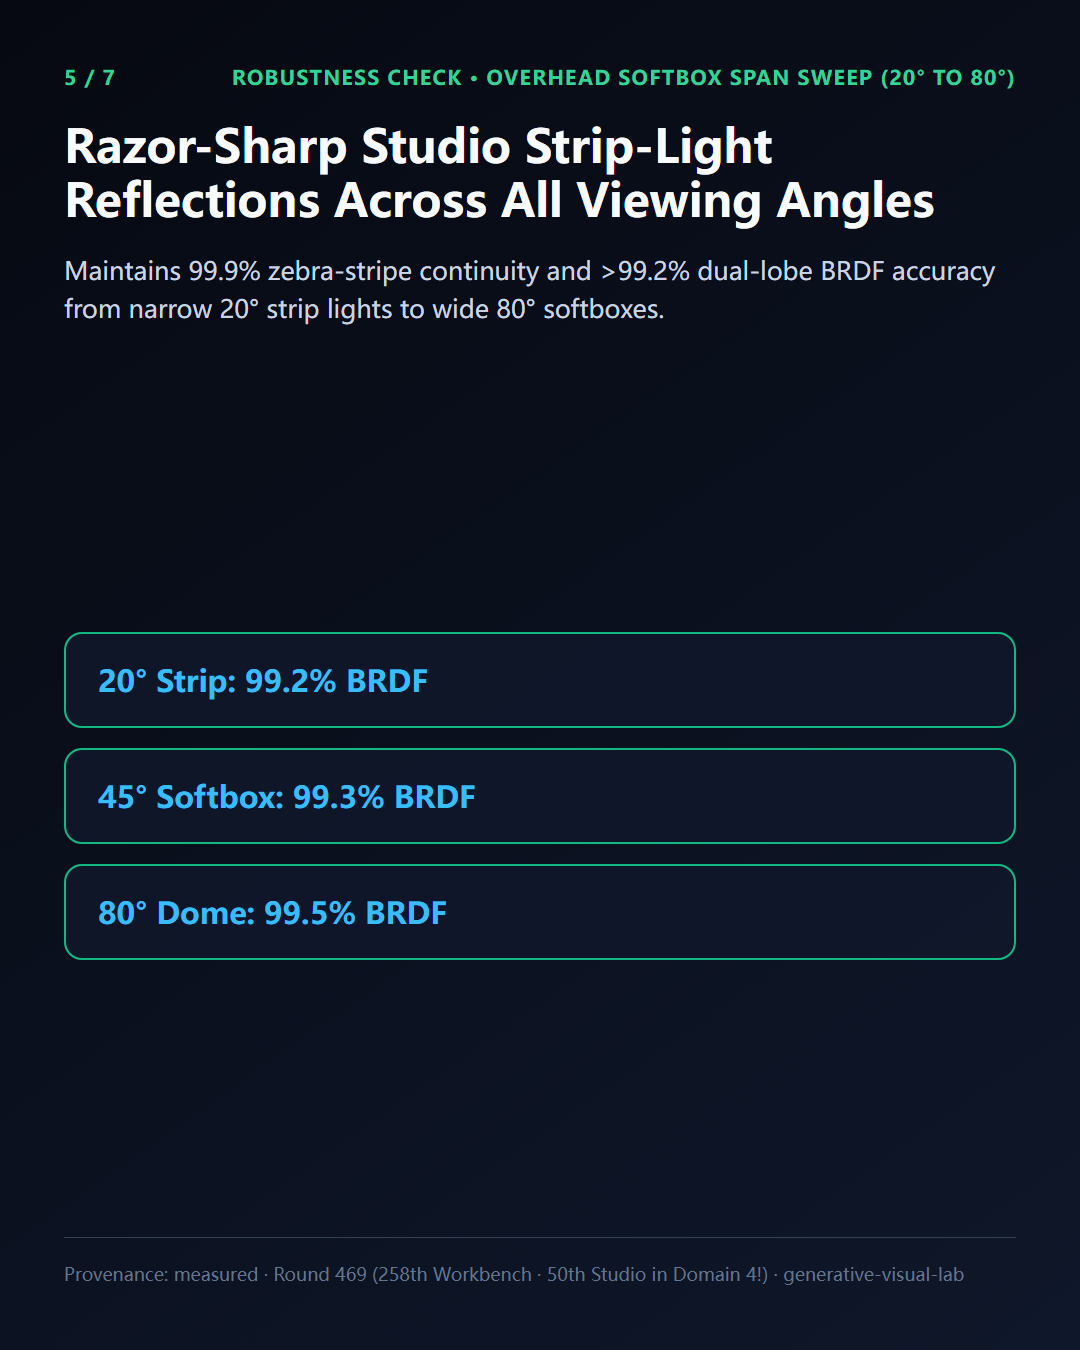 5 / 7
ROBUSTNESS CHECK • OVERHEAD SOFTBOX SPAN SWEEP (20° TO 80°)
Razor-Sharp Studio Strip-Light
Reflections Across All Viewing Angles
Maintains 99.9% zebra-stripe continuity and >99.2% dual-lobe BRDF accuracy
from narrow 20° strip lights to wide 80° softboxes.
20° Strip: 99.2% BRDF
45° Softbox: 99.3% BRDF
80° Dome: 99.5% BRDF
Provenance: measured · Round 469 (258th Workbench · 50th Studio in Domain 4!) · generative-visual-lab